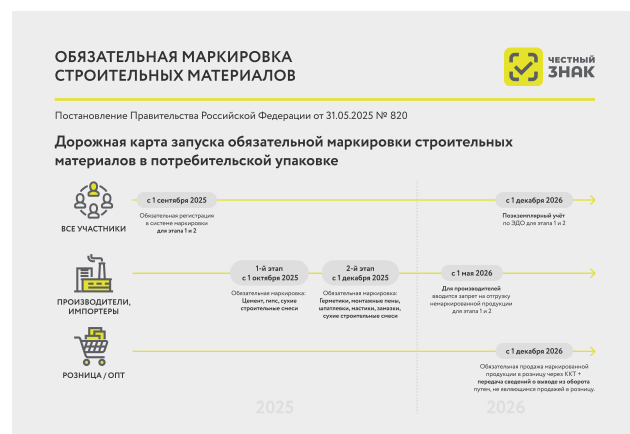 ОБЯЗАТЕЛЬНАЯ МАРКИРОВКА
СТРОИТЕЛЬНЫХ МАТЕРИАЛОВ
ЧЕСТНЫЙ
ЗНАК
Постановление Правительства Российской Федерации от 31.05.2025 № 820
Дорожная карта запуска обязательной маркировки строительных
материалов в потребительской упаковке
ВСЕ УЧАСТНИКИ
с 1 сентября 2025
Обязательная регистрация
в системе маркировки
для этапа 1 и 2
с 1 декабря 2026
Поэкземплярный учёт
по ЭДО для этапа 1 и 2
ПРОИЗВОДИТЕЛИ,
ИМПОРТЕРЫ
1-й этап
с 1 октября 2025
Обязательная маркировка:
Цемент, гипс, сухие
строительные смеси
2-й этап
с 1 декабря 2025
Обязательная маркировка:
Герметики, монтажные пены,
шпатлевки, мастики, замазки,
сухие строительные смеси
с 1 мая 2026
Для производителей
вводится запрет на отгрузку
немаркированной продукции
для этапа 1 и 2
РОЗНИЦА / ОПТ
с 1 декабря 2026
Обязательная продажа маркированной
продукции в розницу через ККТ +
передача сведений о выводе из оборота
путем, не являющимся продажей в розницу.
2025
2026